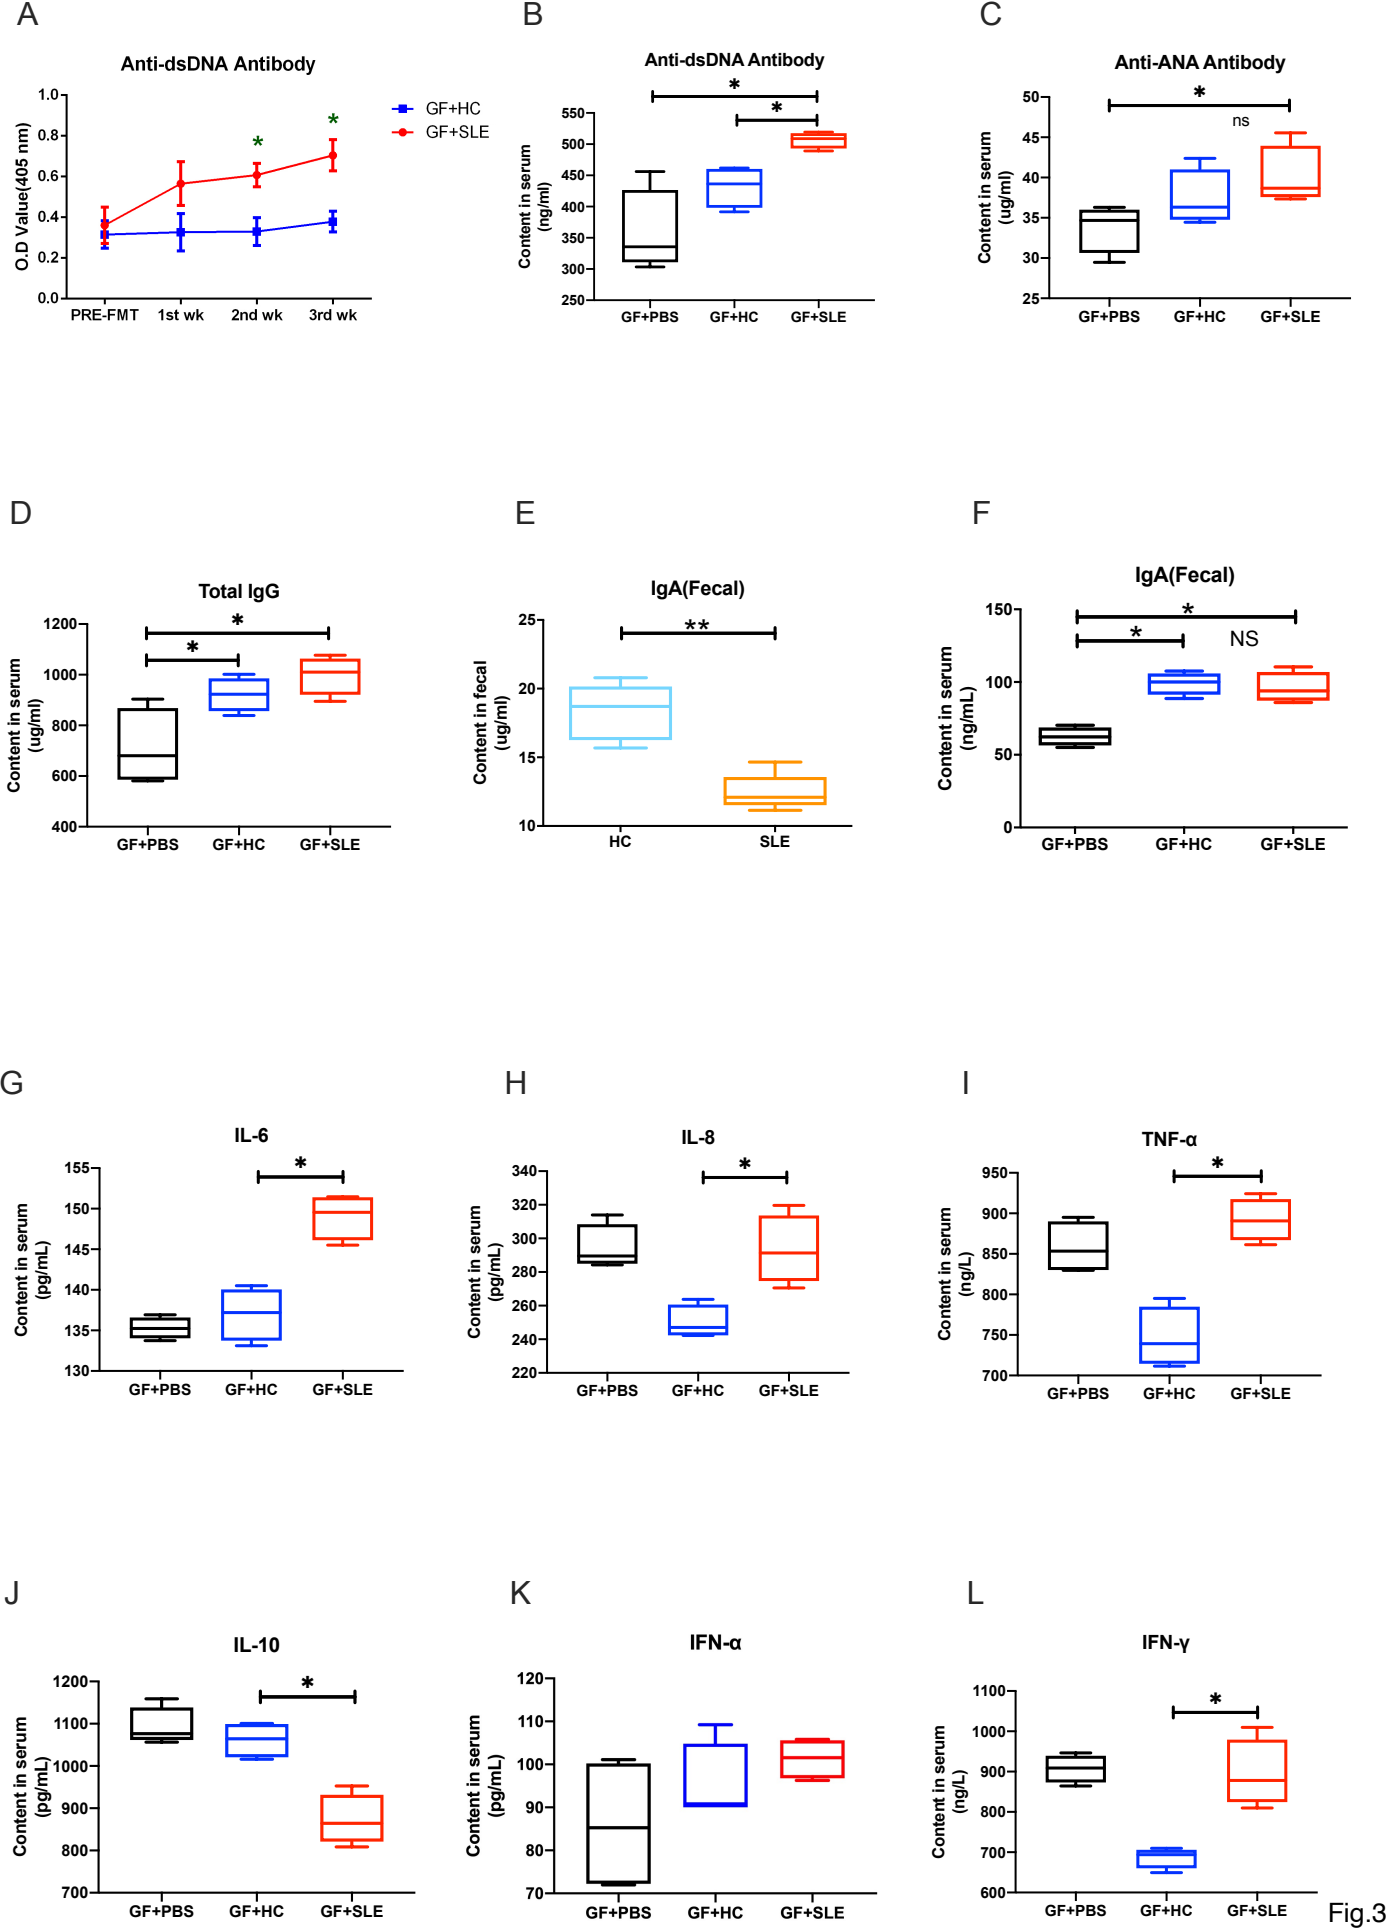 A
Anti-dsDNA Antibody
O.D Value(405 nm)
1.0
0.8
0.6
0.4
0.2
0.0
* *
PRE-FMT 1st wk 2nd wk 3rd wk
GF+HC
GF+SLE
B
Anti-dsDNA Antibody
*
*
Content in serum
(ng/ml)
550
500
450
400
350
300
250
GF+PBS GF+HC GF+SLE
C
Anti-ANA Antibody
*
ns
Content in serum
(ug/ml)
50
45
40
35
30
25
GF+PBS GF+HC GF+SLE
D
Total IgG
*
*
Content in serum
(ug/ml)
1200
1000
800
600
400
GF+PBS GF+HC GF+SLE
E
IgA(Fecal)
**
Content in fecal
(ug/ml)
25
20
15
10
HC SLE
F
IgA(Fecal)
*
* NS
Content in serum
(ng/mL)
150
100
50
0
GF+PBS GF+HC GF+SLE
G
IL-6
*
Content in serum
(pg/mL)
155
150
145
140
135
130
GF+PBS GF+HC GF+SLE
H
IL-8
*
Content in serum
(pg/mL)
340
320
300
280
260
240
220
GF+PBS GF+HC GF+SLE
I
TNF-α
*
Content in serum
(ng/L)
950
900
850
800
750
700
GF+PBS GF+HC GF+SLE
J
IL-10
*
Content in serum
(pg/mL)
1200
1100
1000
900
800
700
GF+PBS GF+HC GF+SLE
K
IFN-α
Content in serum
(pg/mL)
120
110
100
90
80
70
GF+PBS GF+HC GF+SLE
L
IFN-γ
*
Content in serum
(ng/L)
1100
1000
900
800
700
600
GF+PBS GF+HC GF+SLE
Fig.3